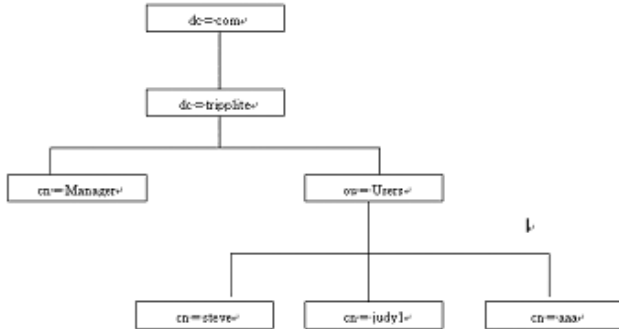 dc=com
dc=tripplite
cn=Manager
ou=Users
cn=steve
cn=judy1
cn=aaa